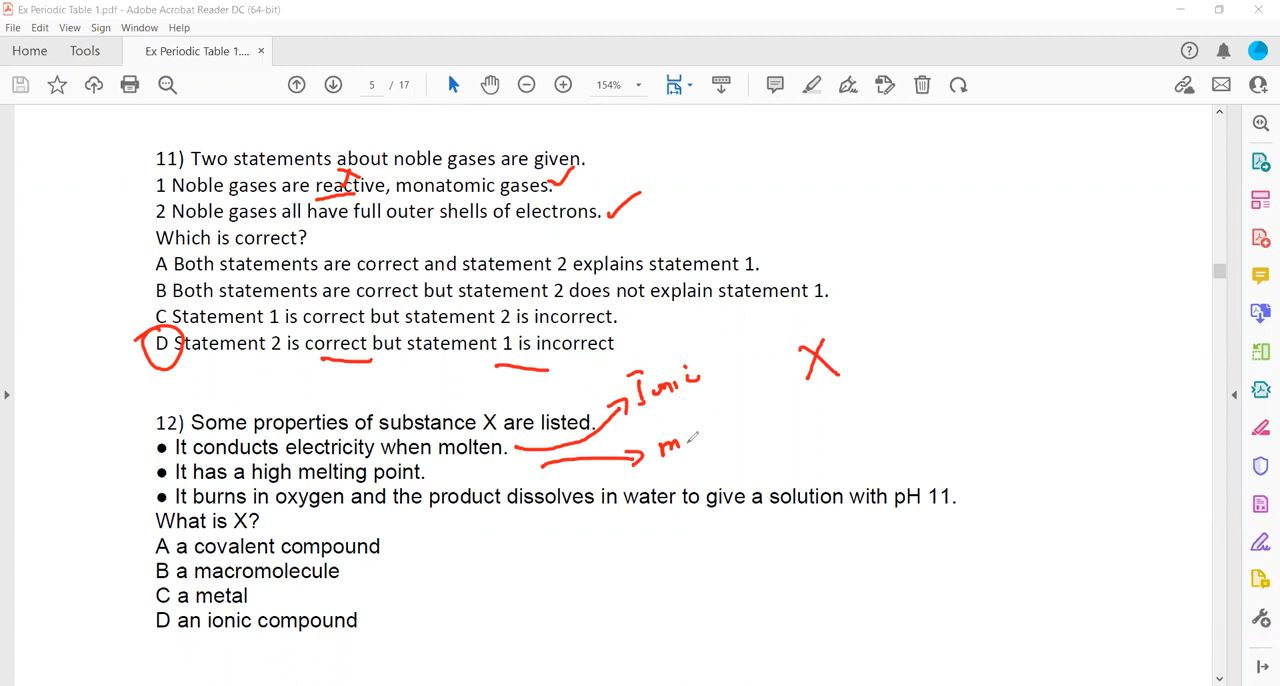 Ex Periodic Table 1.pdf - Adobe Acrobat Reader DC (64-bit)
File Edit View Sign Window Help
Home Tools Ex Periodic Table 1.... ×
5 / 17 154%
11) Two statements about noble gases are given.
1 Noble gases are reactive, monatomic gases.
2 Noble gases all have full outer shells of electrons.
Which is correct?
A Both statements are correct and statement 2 explains statement 1.
B Both statements are correct but statement 2 does not explain statement 1.
C Statement 1 is correct but statement 2 is incorrect.
D Statement 2 is correct but statement 1 is incorrect
X
Ionic
12) Some properties of substance X are listed.
● It conducts electricity when molten.
m
● It has a high melting point.
● It burns in oxygen and the product dissolves in water to give a solution with pH 11.
What is X?
A a covalent compound
B a macromolecule
C a metal
D an ionic compound